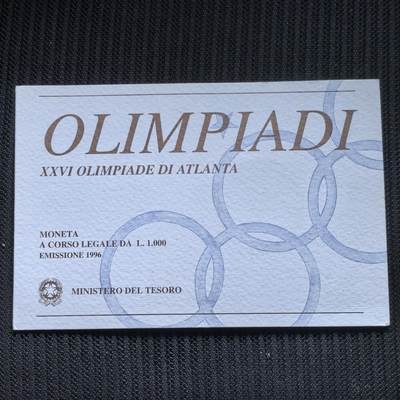 OLIMPIADI
XXVI OLIMPIADE DI ATLANTA
MONETA
A CORSO LEGALE DA L. 1.000
EMISSIONE 1996
MINISTERO DEL TESORO